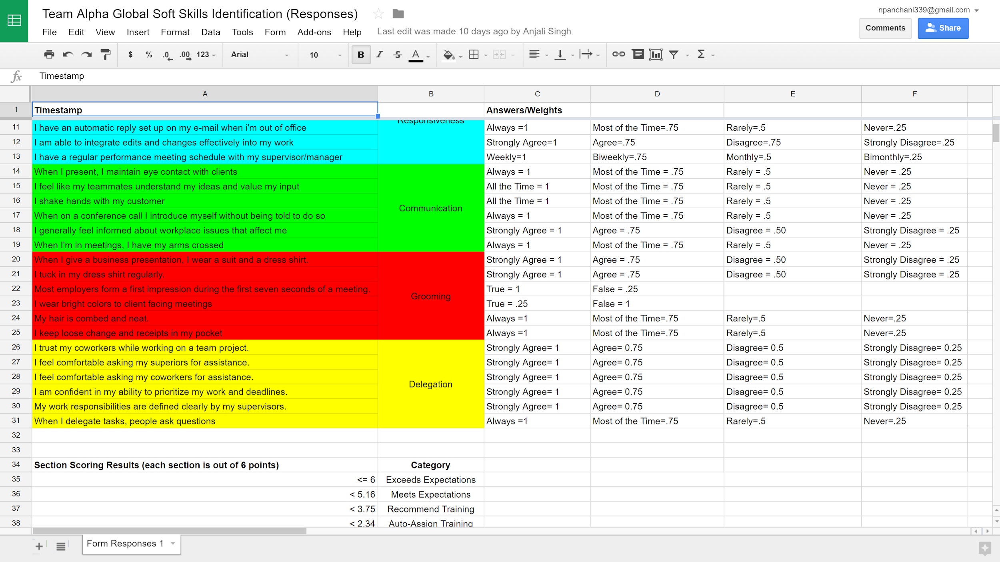 Team Alpha Global Soft Skills Identification (Responses)
npanchani339@gmail.com
File Edit View Insert Format Data Tools Form Add-ons Help Last edit was made 10 days ago by Anjali Singh
Comments Share
$ % .0 .00 123 Arial 10 B I S A Σ
fx Timestamp
A B C D E F
1 Timestamp Answers/Weights
Responsiveness
11 I have an automatic reply set up on my e-mail when i'm out of office Always =1 Most of the Time=.75 Rarely=.5 Never=.25
12 I am able to integrate edits and changes effectively into my work Strongly Agree=1 Agree=.75 Disagree=.75 Strongly Disagree=.25
13 I have a regular performance meeting schedule with my supervisor/manager Weekly=1 Biweekly=.75 Monthly=.5 Bimonthly=.25
14 When I present, I maintain eye contact with clients Always = 1 Most of the Time = .75 Rarely = .5 Never = .25
15 I feel like my teammates understand my ideas and value my input All the Time = 1 Most of the Time = .75 Rarely = .5 Never = .25
16 I shake hands with my customer All the Time = 1 Most of the Time = .75 Rarely = .5 Never = .25
Communication
17 When on a conference call I introduce myself without being told to do so Always = 1 Most of the Time = .75 Rarely = .5 Never = .25
18 I generally feel informed about workplace issues that affect me Strongly Agree = 1 Agree = .75 Disagree = .50 Strongly Disagree = .25
19 When I'm in meetings, I have my arms crossed Always = 1 Most of the Time = .75 Rarely = .5 Never = .25
20 When I give a business presentation, I wear a suit and a dress shirt. Strongly Agree = 1 Agree = .75 Disagree = .50 Strongly Disagree = .25
21 I tuck in my dress shirt regularly. Strongly Agree = 1 Agree = .75 Disagree = .50 Strongly Disagree = .25
22 Most employers form a first impression during the first seven seconds of a meeting. True = 1 False = .25
Grooming
23 I wear bright colors to client facing meetings True = .25 False = 1
24 My hair is combed and neat. Always =1 Most of the Time=.75 Rarely=.5 Never=.25
25 I keep loose change and receipts in my pocket Always =1 Most of the Time=.75 Rarely=.5 Never=.25
26 I trust my coworkers while working on a team project. Strongly Agree= 1 Agree= 0.75 Disagree= 0.5 Strongly Disagree= 0.25
27 I feel comfortable asking my superiors for assistance. Strongly Agree= 1 Agree= 0.75 Disagree= 0.5 Strongly Disagree= 0.25
28 I feel comfortable asking my coworkers for assistance. Strongly Agree= 1 Agree= 0.75 Disagree= 0.5 Strongly Disagree= 0.25
Delegation
29 I am confident in my ability to prioritize my work and deadlines. Strongly Agree= 1 Agree= 0.75 Disagree= 0.5 Strongly Disagree= 0.25
30 My work responsibilities are defined clearly by my supervisors. Strongly Agree= 1 Agree= 0.75 Disagree= 0.5 Strongly Disagree= 0.25
31 When I delegate tasks, people ask questions Always =1 Most of the Time=.75 Rarely=.5 Never=.25
32
33
34 Section Scoring Results (each section is out of 6 points) Category
35 <= 6 Exceeds Expectations
36 < 5.16 Meets Expectations
37 < 3.75 Recommend Training
38 < 2.34 Auto-Assign Training
+ Form Responses 1